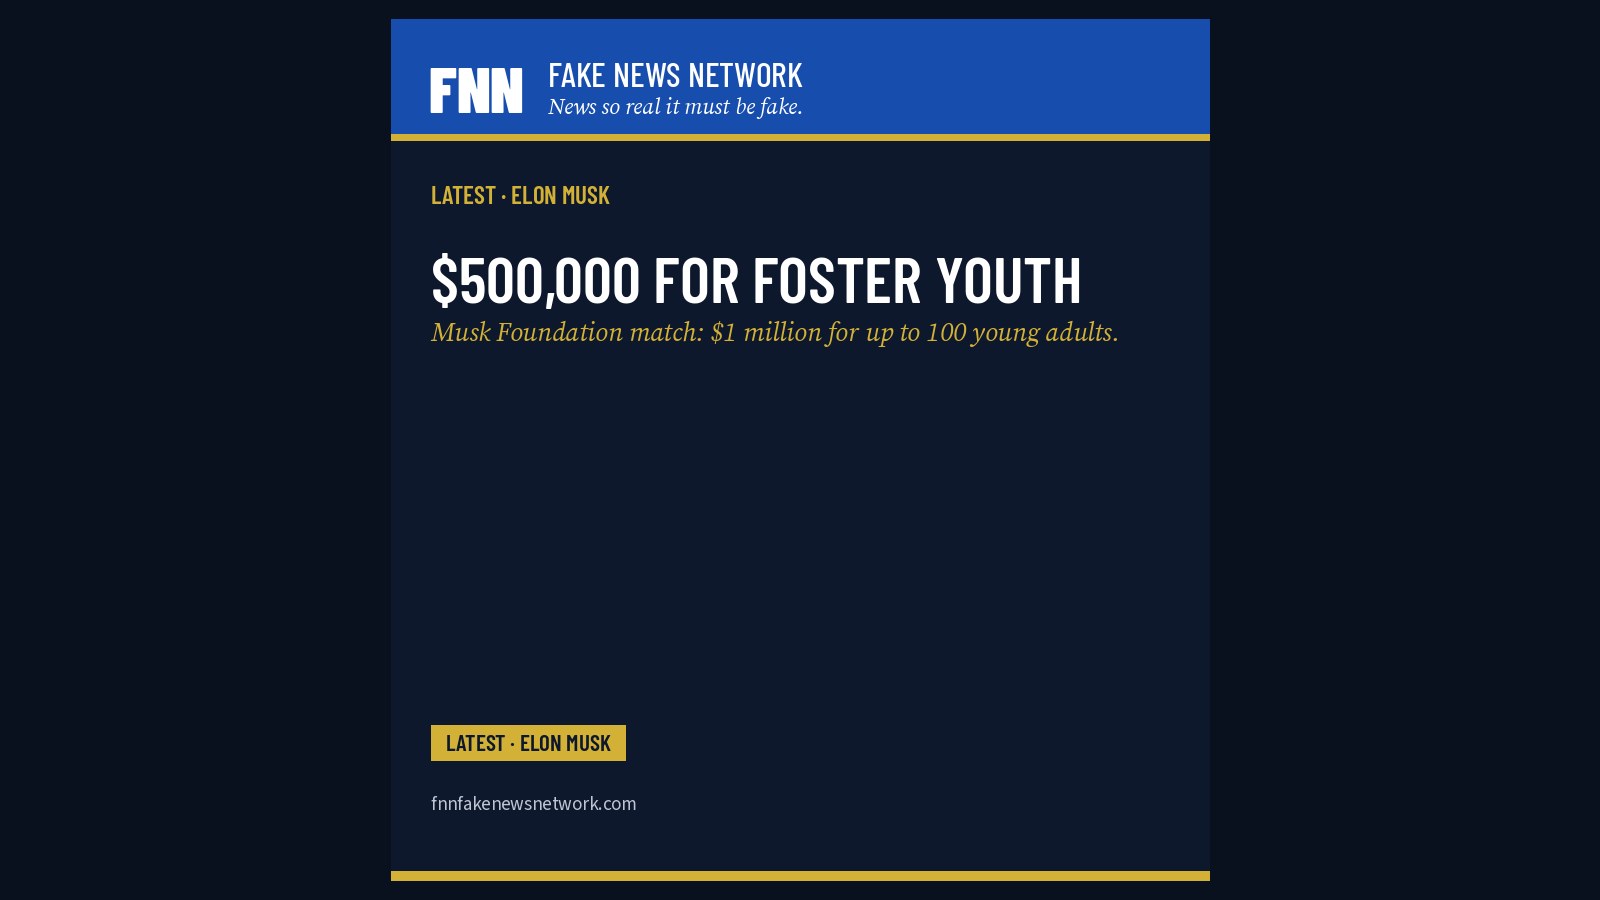 FNN
FAKE NEWS NETWORK
News so real it must be fake.
LATEST · ELON MUSK
$500,000 FOR FOSTER YOUTH
Musk Foundation match: $1 million for up to 100 young adults.
LATEST · ELON MUSK
fnnfakenewsnetwork.com